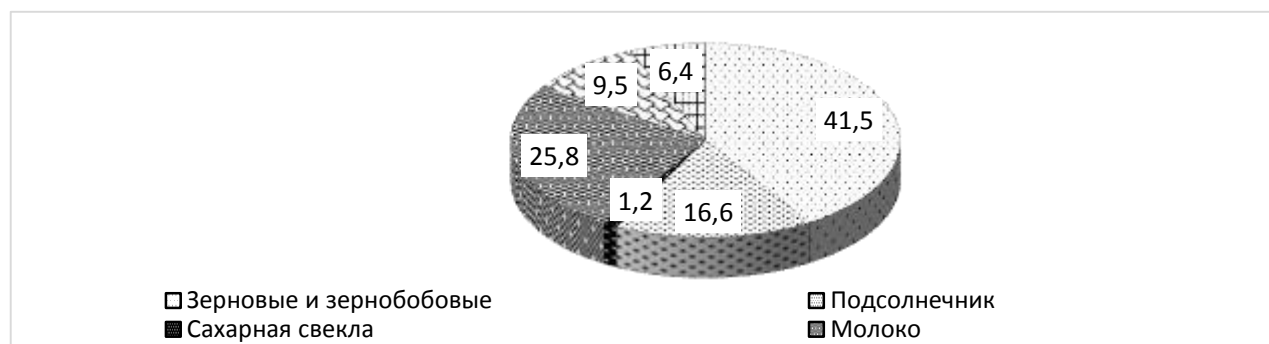 9,5
6,4
41,5
25,8
1,2
16,6
Зерновые и зернобобовые
Подсолнечник
Сахарная свекла
Молоко